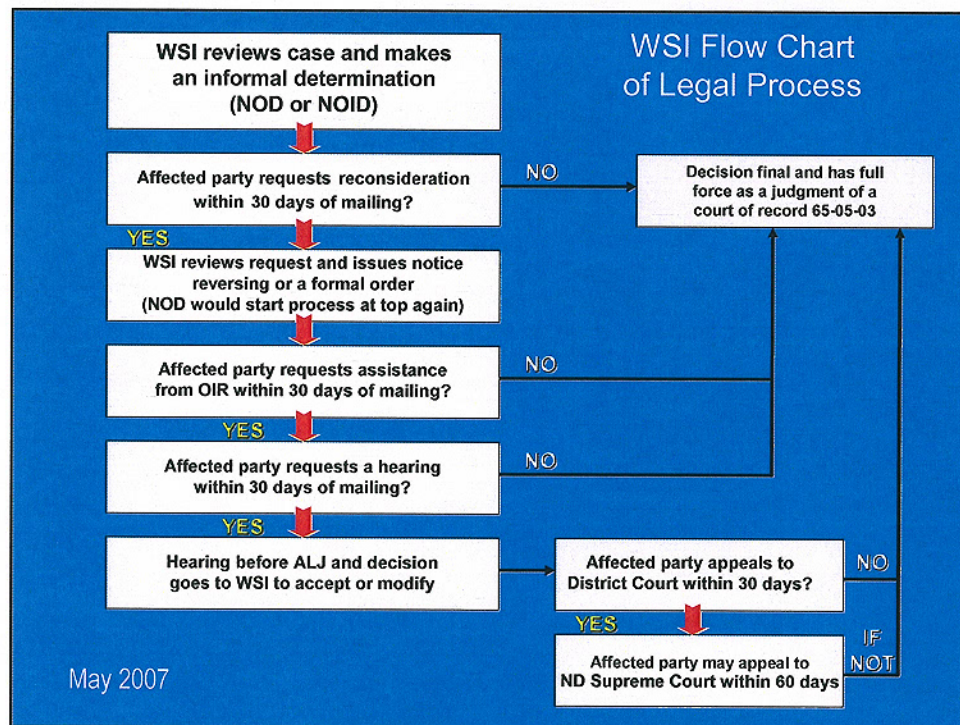 WSI Flow Chart
of Legal Process
WSI reviews case and makes
an informal determination
(NOD or NOID)
Affected party requests reconsideration
within 30 days of mailing?
NO
Decision final and has full
force as a judgment of a
court of record 65-05-03
YES
WSI reviews request and issues notice
reversing or a formal order
(NOD would start process at top again)
Affected party requests assistance
from OIR within 30 days of mailing?
NO
YES
Affected party requests a hearing
within 30 days of mailing?
NO
YES
Hearing before ALJ and decision
goes to WSI to accept or modify
Affected party appeals to
District Court within 30 days?
NO
YES
Affected party may appeal to
ND Supreme Court within 60 days
IF
NOT
May 2007